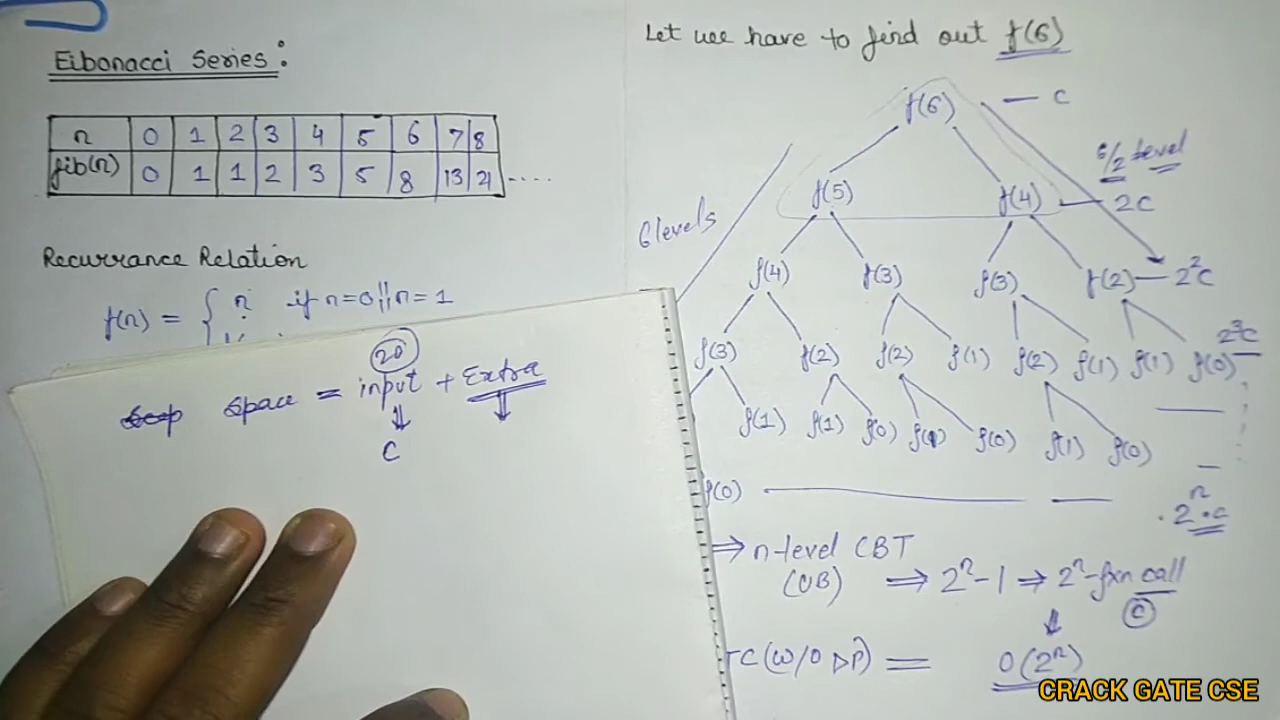 Fibonacci Series :
n 0 1 2 3 4 5 6 7 8
fib(n) 0 1 1 2 3 5 8 13 21 ....
Recurrance Relation
f(n) = { n if n=0||n=1
20
Space = input + Extra
C
Let we have to find out f(6)
f(6) — C
6/2 level
f(5) f(4) — 2C
6 levels
f(4) f(3) f(3) f(2) — 2²C
f(3) f(2) f(2) f(1) f(2) f(1) f(1) f(0) 2³C
f(1) f(1) f(0) f(1) f(0) f(1) f(0)
f(0)
2ⁿ·C
⇒ n-level CBT
(UB) ⇒ 2ⁿ-1 ⇒ 2ⁿ-fxn call
C
TC (W/O DP) = O(2ⁿ)
CRACK GATE CSE